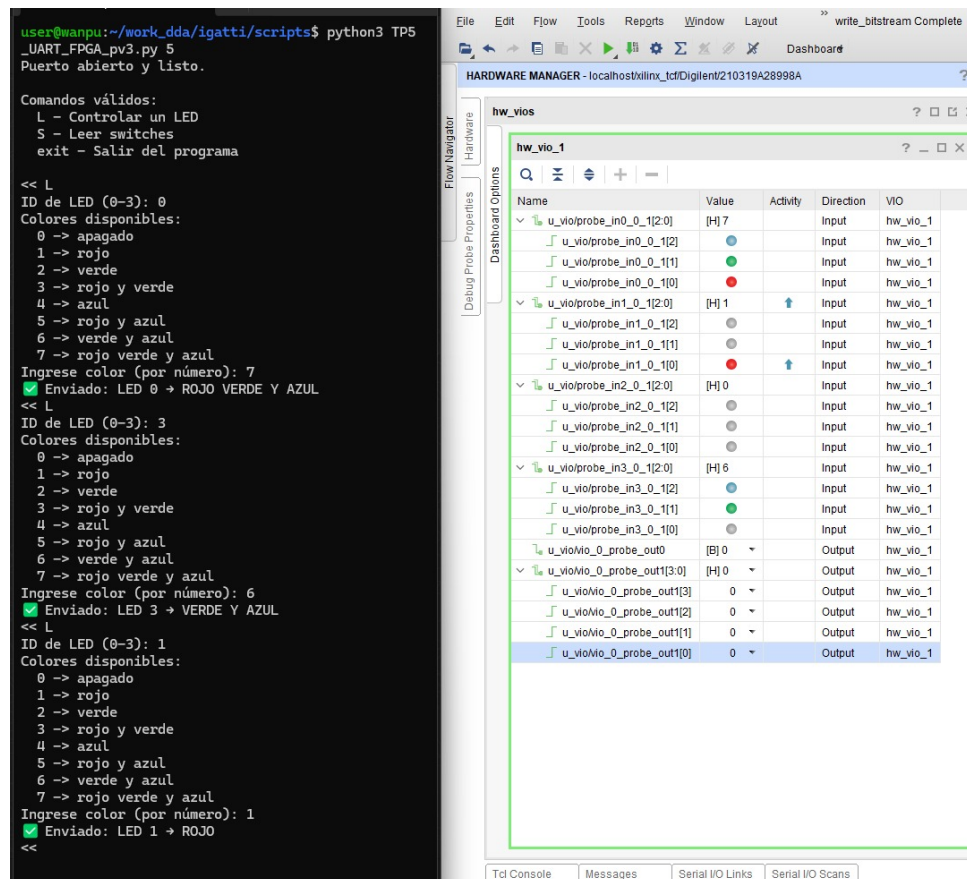 user@wanpu:~/work_dda/igatti/scripts$ python3 TP5
_UART_FPGA_pv3.py 5
Puerto abierto y listo.
Comandos válidos:
L – Controlar un LED
S – Leer switches
exit – Salir del programa
<< L
ID de LED (0–3): 0
Colores disponibles:
0 -> apagado
1 -> rojo
2 -> verde
3 -> rojo y verde
4 -> azul
5 -> rojo y azul
6 -> verde y azul
7 -> rojo verde y azul
Ingrese color (por número): 7
✅ Enviado: LED 0 → ROJO VERDE Y AZUL
<< L
ID de LED (0–3): 3
Colores disponibles:
0 -> apagado
1 -> rojo
2 -> verde
3 -> rojo y verde
4 -> azul
5 -> rojo y azul
6 -> verde y azul
7 -> rojo verde y azul
Ingrese color (por número): 6
✅ Enviado: LED 3 → VERDE Y AZUL
<< L
ID de LED (0–3): 1
Colores disponibles:
0 -> apagado
1 -> rojo
2 -> verde
3 -> rojo y verde
4 -> azul
5 -> rojo y azul
6 -> verde y azul
7 -> rojo verde y azul
Ingrese color (por número): 1
✅ Enviado: LED 1 → ROJO
<<
File Edit Flow Tools Reports Window Layout » write_bitstream Complete
Dashboard
HARDWARE MANAGER - localhost/xilinx_tcf/Digilent/210319A28998A ?
Flow Navigator
Hardware
Debug Probe Properties
hw_vios
Dashboard Options
hw_vio_1
Name Value Activity Direction VIO
u_vio/probe_in0_0_1[2:0] [H] 7 Input hw_vio_1
u_vio/probe_in0_0_1[2] Input hw_vio_1
u_vio/probe_in0_0_1[1] Input hw_vio_1
u_vio/probe_in0_0_1[0] Input hw_vio_1
u_vio/probe_in1_0_1[2:0] [H] 1 Input hw_vio_1
u_vio/probe_in1_0_1[2] Input hw_vio_1
u_vio/probe_in1_0_1[1] Input hw_vio_1
u_vio/probe_in1_0_1[0] Input hw_vio_1
u_vio/probe_in2_0_1[2:0] [H] 0 Input hw_vio_1
u_vio/probe_in2_0_1[2] Input hw_vio_1
u_vio/probe_in2_0_1[1] Input hw_vio_1
u_vio/probe_in2_0_1[0] Input hw_vio_1
u_vio/probe_in3_0_1[2:0] [H] 6 Input hw_vio_1
u_vio/probe_in3_0_1[2] Input hw_vio_1
u_vio/probe_in3_0_1[1] Input hw_vio_1
u_vio/probe_in3_0_1[0] Input hw_vio_1
u_vio/vio_0_probe_out0 [B] 0 Output hw_vio_1
u_vio/vio_0_probe_out1[3:0] [H] 0 Output hw_vio_1
u_vio/vio_0_probe_out1[3] 0 Output hw_vio_1
u_vio/vio_0_probe_out1[2] 0 Output hw_vio_1
u_vio/vio_0_probe_out1[1] 0 Output hw_vio_1
u_vio/vio_0_probe_out1[0] 0 Output hw_vio_1
Tcl Console Messages Serial I/O Links Serial I/O Scans